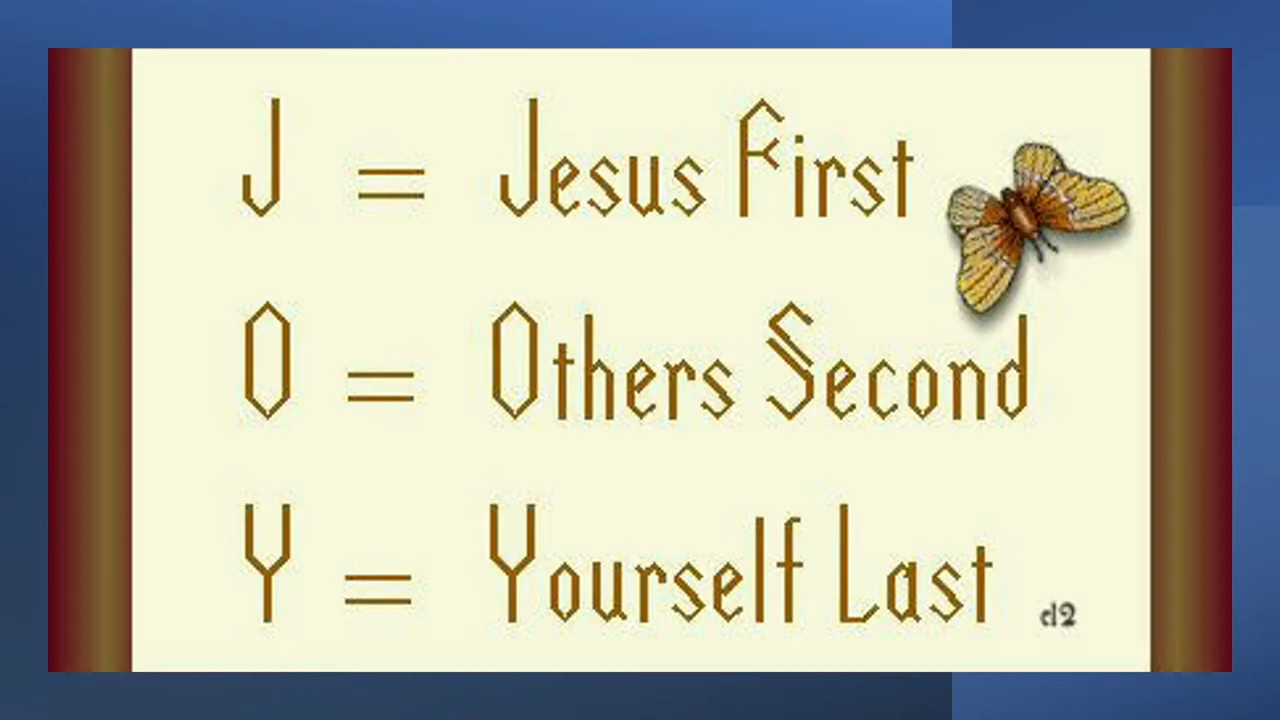 J = Jesus First
O = Others Second
Y = Yourself Last
d2